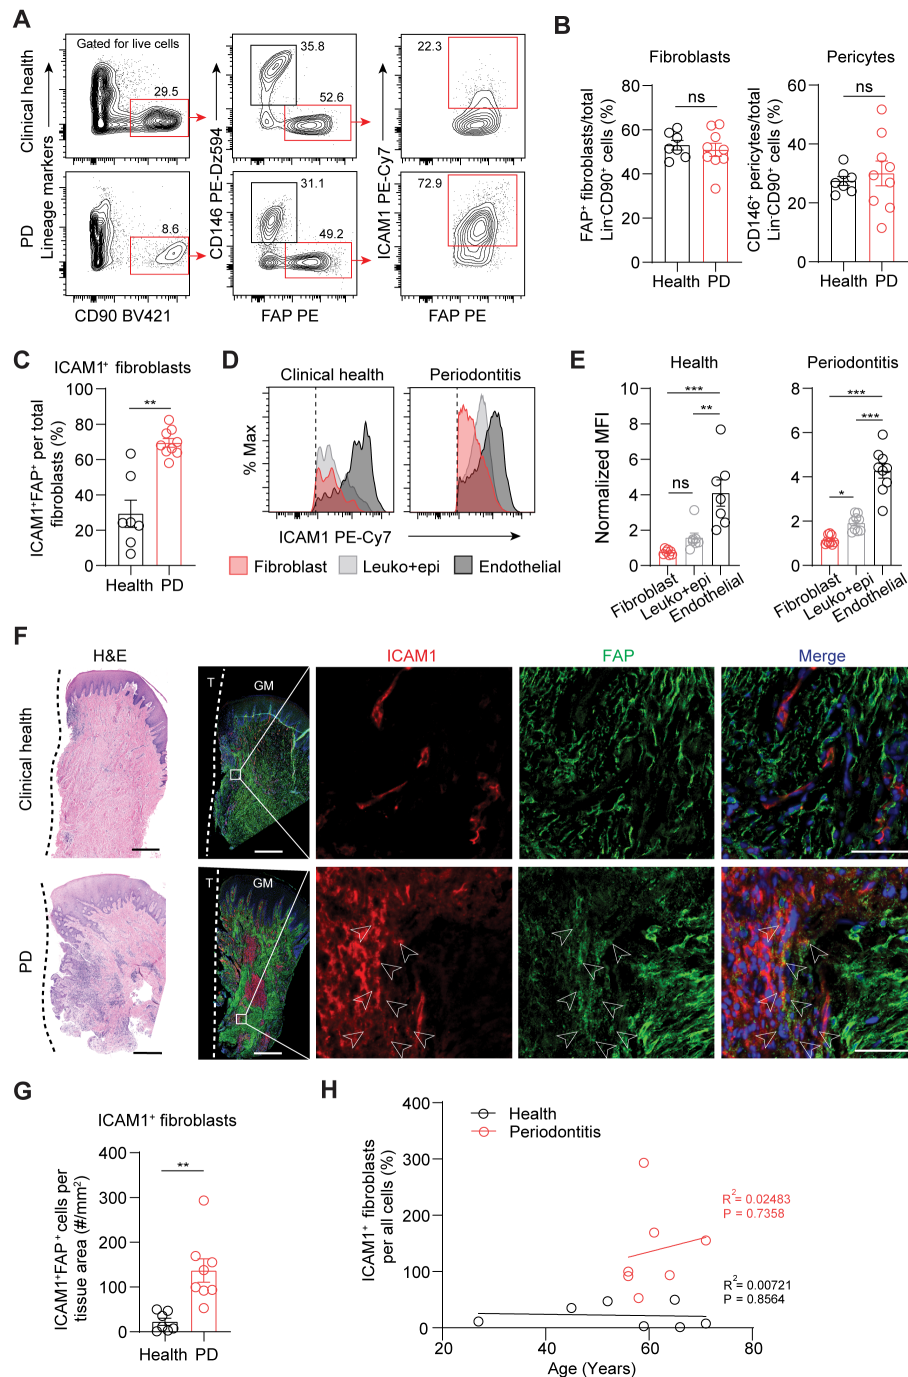 A
Gated for live cells
Clinical health
Lineage markers
29.5
CD146 PE-Dz594
35.8
52.6
ICAM1 PE-Cy7
22.3
PD
8.6
31.1
49.2
72.9
CD90 BV421
FAP PE
FAP PE
B
Fibroblasts
FAP⁺ fibroblasts/total
Lin⁻CD90⁺ cells (%)
80
60
40
20
0
ns
Health PD
Pericytes
CD146⁺ pericytes/total
Lin⁻CD90⁺ cells (%)
60
40
20
0
ns
Health PD
C
ICAM1⁺ fibroblasts
ICAM1⁺FAP⁺ per total
fibroblasts (%)
100
80
60
40
20
0
**
Health PD
D
Clinical health
Periodontitis
% Max
ICAM1 PE-Cy7
Fibroblast
Leuko+epi
Endothelial
E
Health
Normalized MFI
10
8
6
4
2
0
***
**
ns
Fibroblast
Leuko+epi
Endothelial
Periodontitis
8
6
4
2
0
***
***
*
Fibroblast
Leuko+epi
Endothelial
F
H&E
ICAM1
FAP
Merge
Clinical health
T
GM
PD
T
GM
G
ICAM1⁺ fibroblasts
ICAM1⁺FAP⁺ cells per
tissue area (#/mm²)
400
300
200
100
0
**
Health PD
H
ICAM1⁺ fibroblasts
per all cells (%)
400
300
200
100
0
Health
Periodontitis
R²= 0.02483
P = 0.7358
R²= 0.00721
P = 0.8564
20
40
60
80
Age (Years)